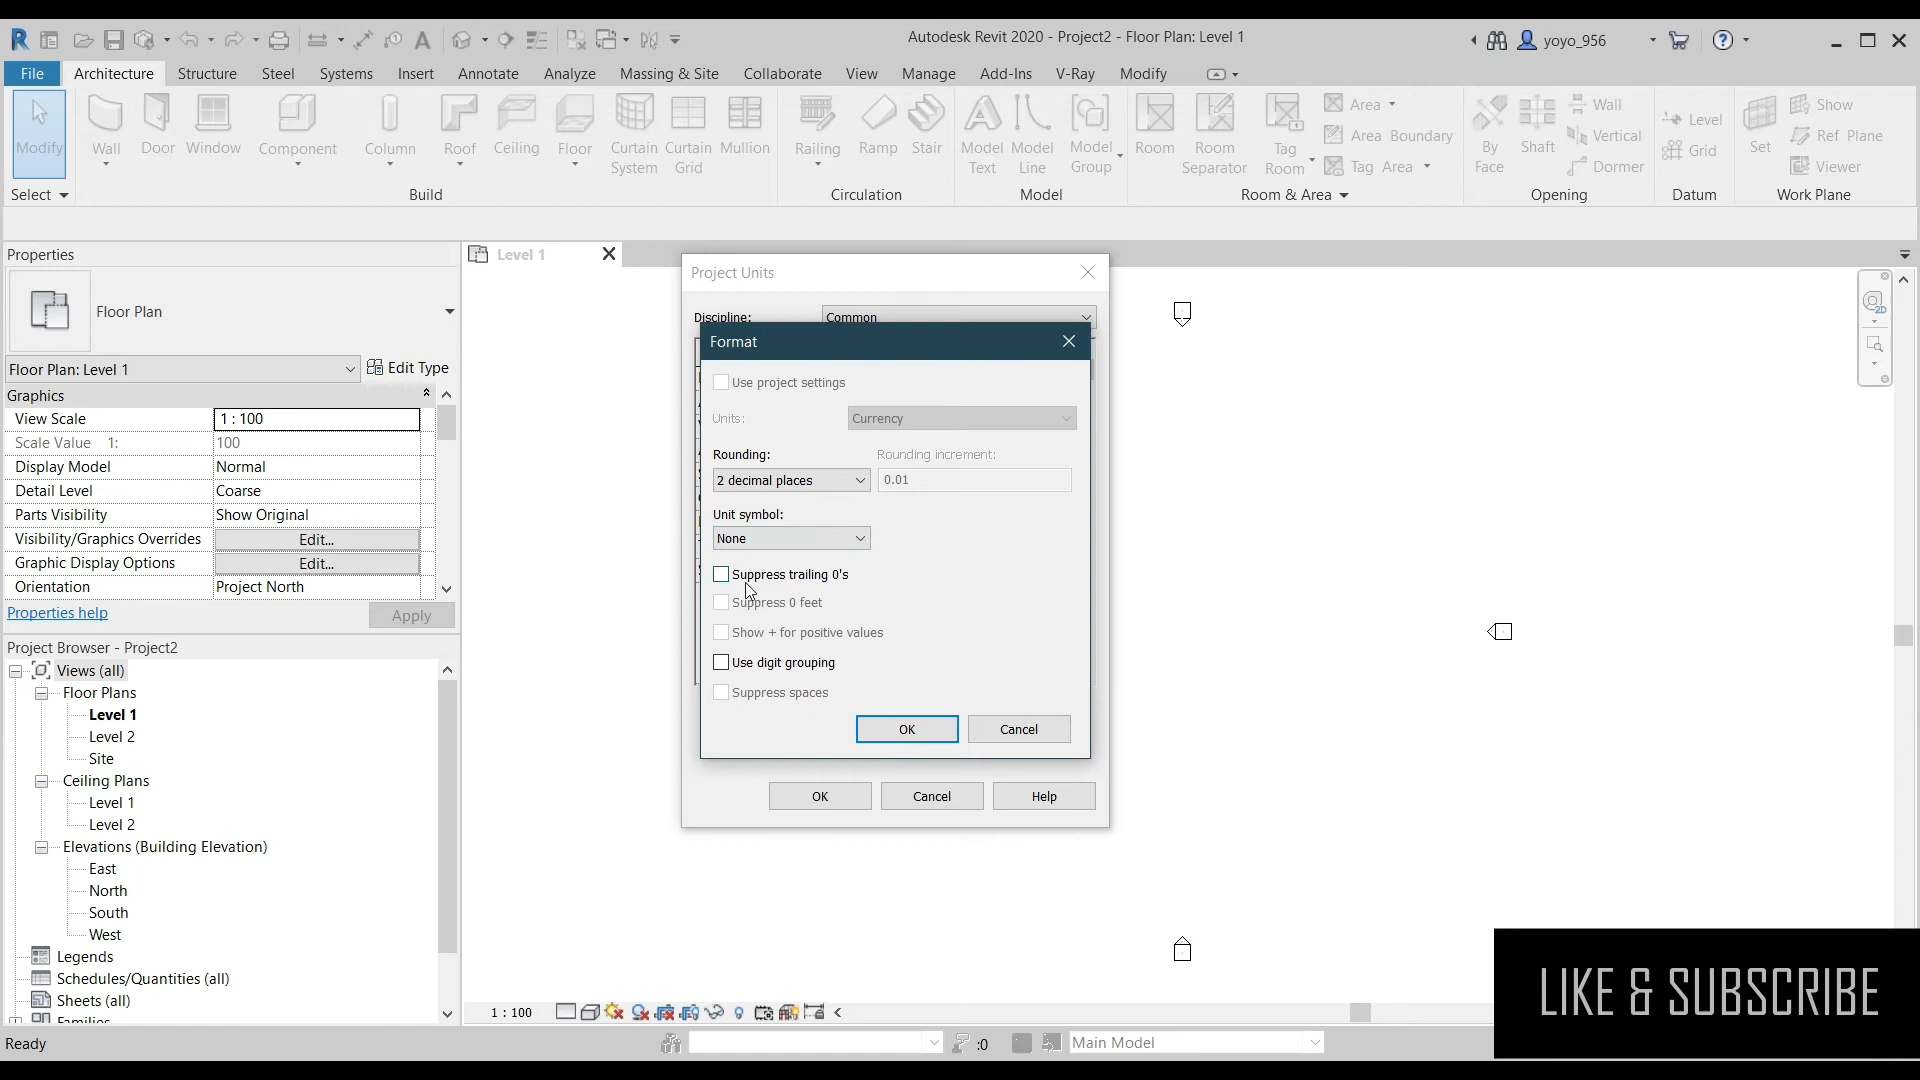 Autodesk Revit 2020 - Project2 - Floor Plan: Level 1
yoyo_956
File Architecture Structure Steel Systems Insert Annotate Analyze Massing & Site Collaborate View Manage Add-Ins V-Ray Modify
Modify Wall Door Window Component Column Roof Ceiling Floor Curtain System Curtain Grid Mullion Railing Ramp Stair Model Text Model Line Model Group Room Room Separator Tag Room Area Area Boundary Tag Area By Face Shaft Wall Vertical Dormer Level Grid Set Show Ref Plane Viewer
Select Build Circulation Model Room & Area Opening Datum Work Plane
Properties
Level 1
Floor Plan
Floor Plan: Level 1 Edit Type
Graphics
View Scale 1 : 100
Scale Value 1: 100
Display Model Normal
Detail Level Coarse
Parts Visibility Show Original
Visibility/Graphics Overrides Edit...
Graphic Display Options Edit...
Orientation Project North
Properties help Apply
Project Browser - Project2
Views (all)
Floor Plans
Level 1
Level 2
Site
Ceiling Plans
Level 1
Level 2
Elevations (Building Elevation)
East
North
South
West
Legends
Schedules/Quantities (all)
Sheets (all)
Families
Project Units
Discipline: Common
Format
Use project settings
Units: Currency
Rounding: Rounding increment:
2 decimal places 0.01
Unit symbol:
None
Suppress trailing 0's
Suppress 0 feet
Show + for positive values
Use digit grouping
Suppress spaces
OK Cancel
OK Cancel Help
2D
1 : 100
Ready :0 Main Model
LIKE & SUBSCRIBE